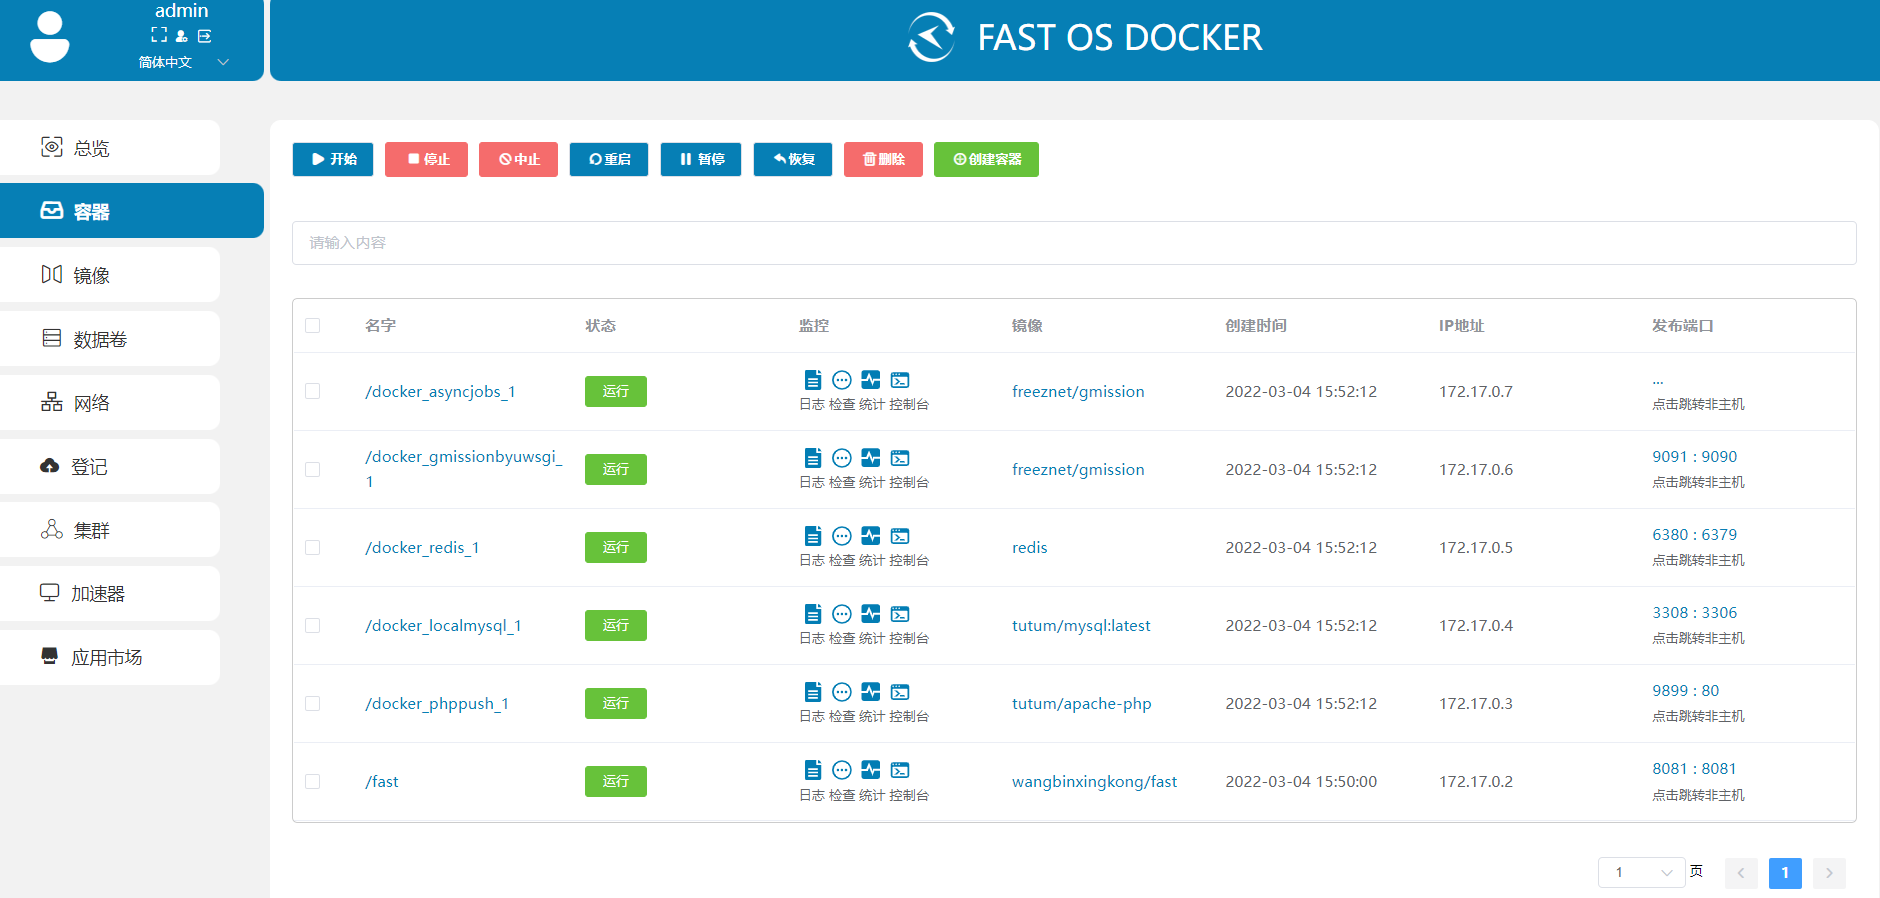 admin
简体中文
FAST OS DOCKER
总览
容器
镜像
数据卷
网络
登记
集群
加速器
应用市场
开始 停止 中止 重启 暂停 恢复 删除 创建容器
请输入内容
名字 状态 监控 镜像 创建时间 IP地址 发布端口
/docker_asyncjobs_1 运行 日志 检查 统计 控制台 freeznet/gmission 2022-03-04 15:52:12 172.17.0.7 ...
点击跳转非主机
/docker_gmissionbyuwsgi_
1 运行 日志 检查 统计 控制台 freeznet/gmission 2022-03-04 15:52:12 172.17.0.6 9091 : 9090
点击跳转非主机
/docker_redis_1 运行 日志 检查 统计 控制台 redis 2022-03-04 15:52:12 172.17.0.5 6380 : 6379
点击跳转非主机
/docker_localmysql_1 运行 日志 检查 统计 控制台 tutum/mysql:latest 2022-03-04 15:52:12 172.17.0.4 3308 : 3306
点击跳转非主机
/docker_phppush_1 运行 日志 检查 统计 控制台 tutum/apache-php 2022-03-04 15:52:12 172.17.0.3 9899 : 80
点击跳转非主机
/fast 运行 日志 检查 统计 控制台 wangbinxingkong/fast 2022-03-04 15:50:00 172.17.0.2 8081 : 8081
点击跳转非主机
1 页 1